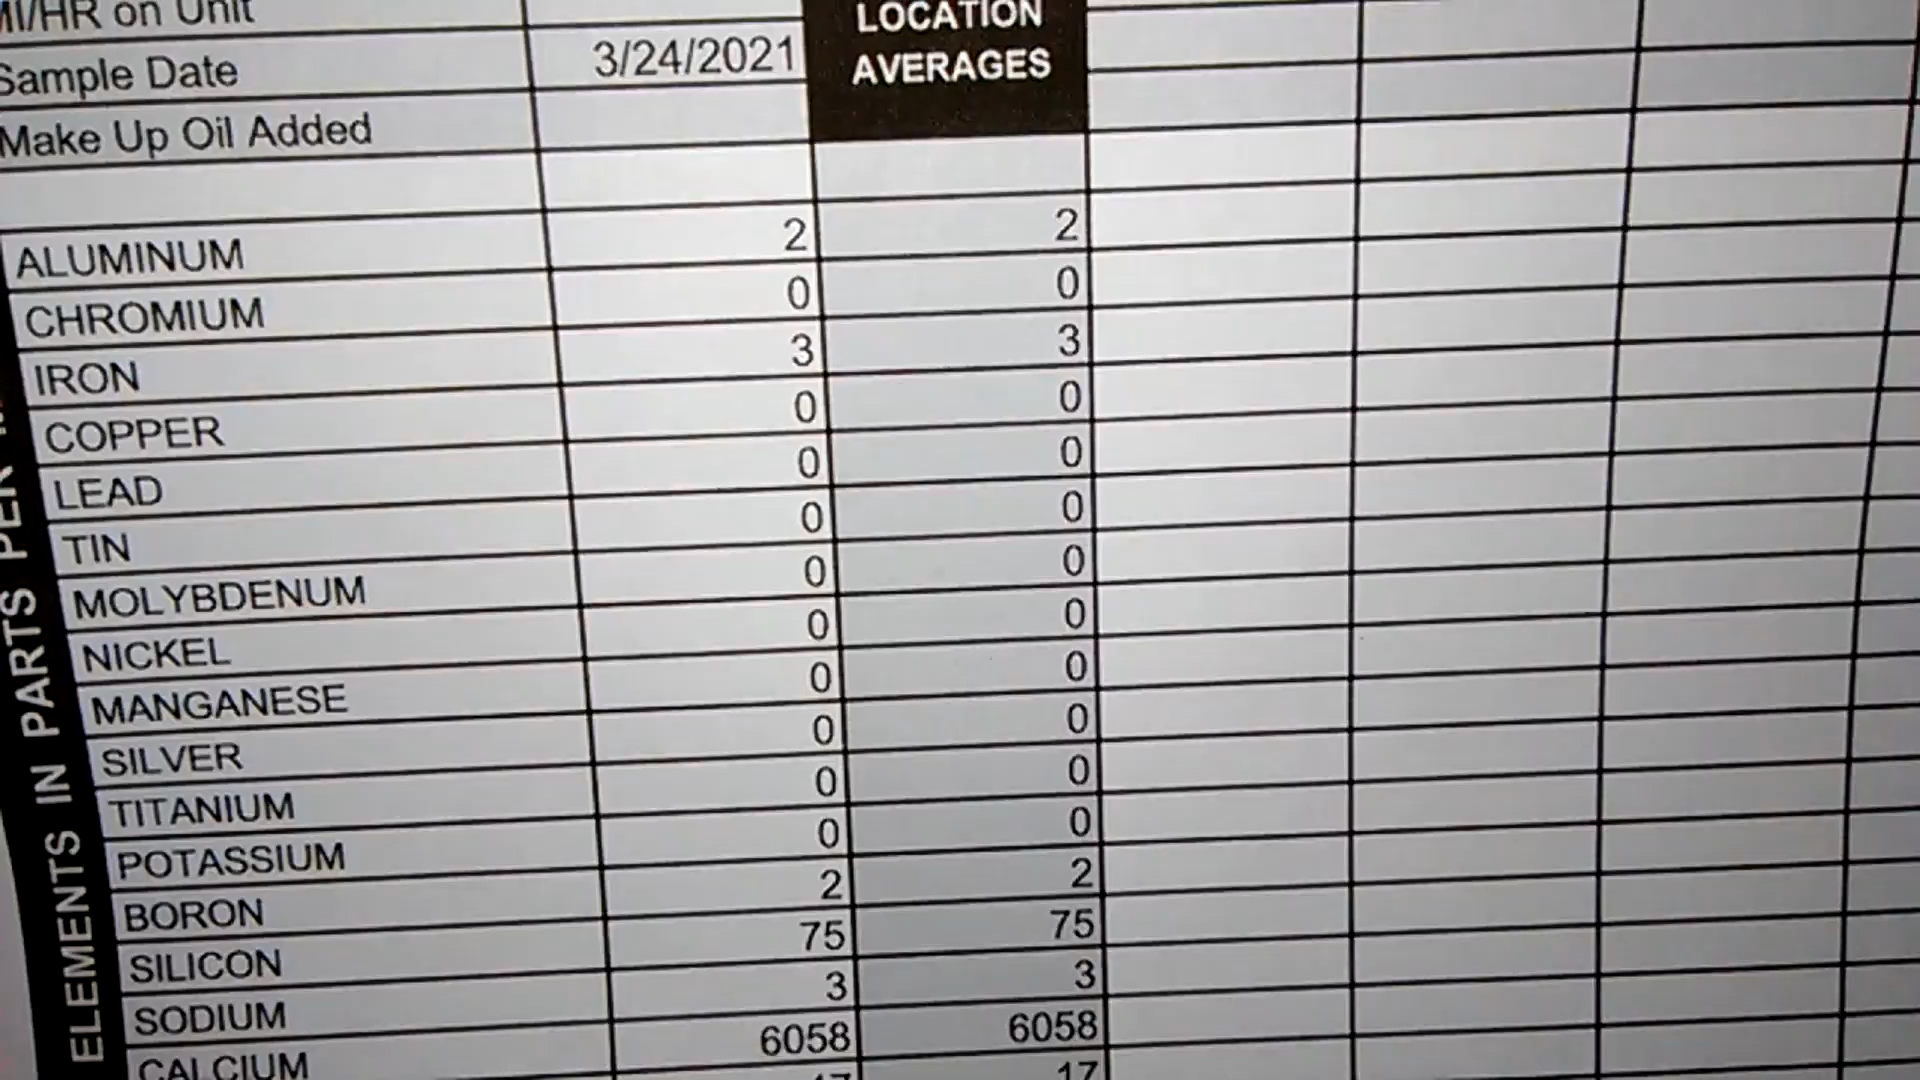 MI/HR on Unit
LOCATION
AVERAGES
Sample Date 3/24/2021
Make Up Oil Added
ELEMENTS IN PARTS PER
ALUMINUM 2 2
CHROMIUM 0 0
IRON 3 3
COPPER 0 0
LEAD 0 0
TIN 0 0
MOLYBDENUM 0 0
NICKEL 0 0
MANGANESE 0 0
SILVER 0 0
TITANIUM 0 0
POTASSIUM 0 0
BORON 2 2
SILICON 75 75
SODIUM 3 3
CALCIUM 6058 6058
17